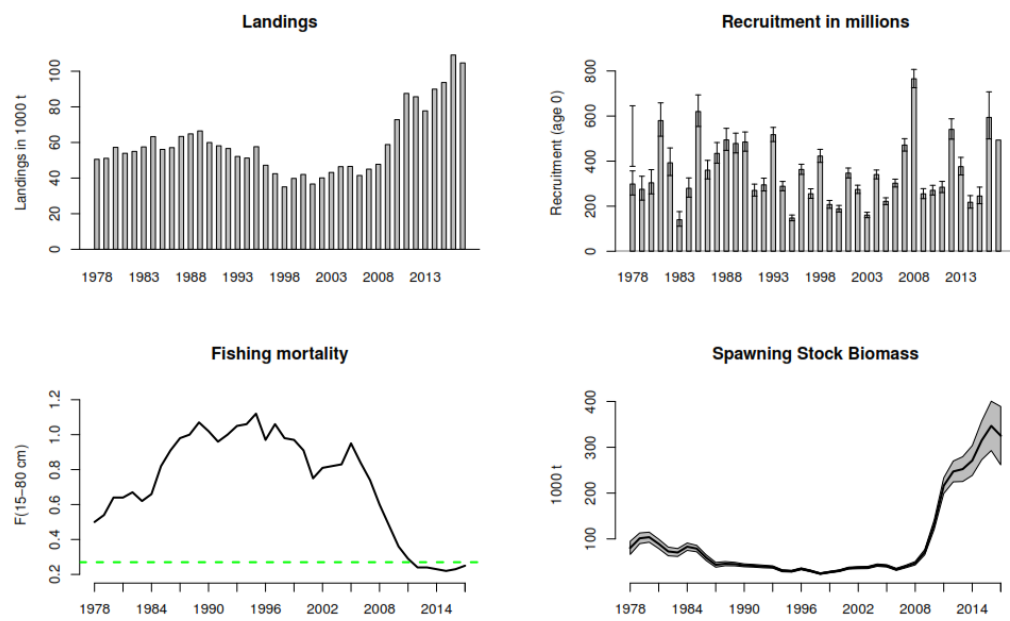 Landings
Landings in 1000 t
0 20 40 60 80 100
1978 1983 1988 1993 1998 2003 2008 2013
Recruitment in millions
Recruitment (age 0)
0 200 400 600 800
1978 1983 1988 1993 1998 2003 2008 2013
Fishing mortality
F(15–80 cm)
0.2 0.4 0.6 0.8 1.0 1.2
1978 1984 1990 1996 2002 2008 2014
Spawning Stock Biomass
1000 t
100 200 300 400
1978 1984 1990 1996 2002 2008 2014